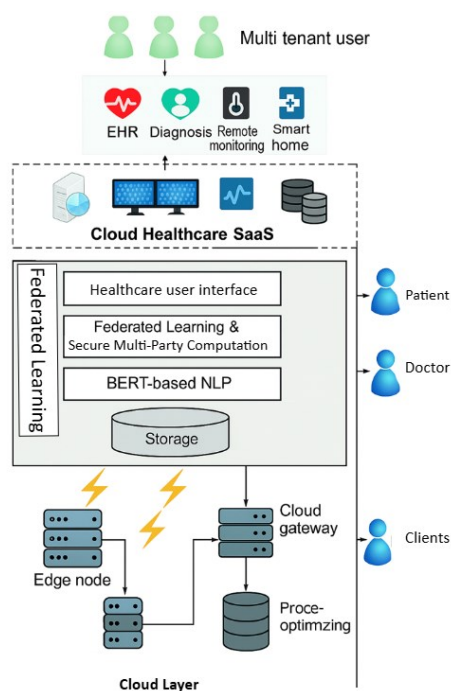 Multi tenant user
EHR
Diagnosis
Remote
monitoring
Smart
home
Cloud Healthcare SaaS
Federated Learning
Healthcare user interface
Federated Learning &
Secure Multi-Party Computation
BERT-based NLP
Storage
Patient
Doctor
Cloud
gateway
Clients
Edge node
Proce-
optimzing
Cloud Layer